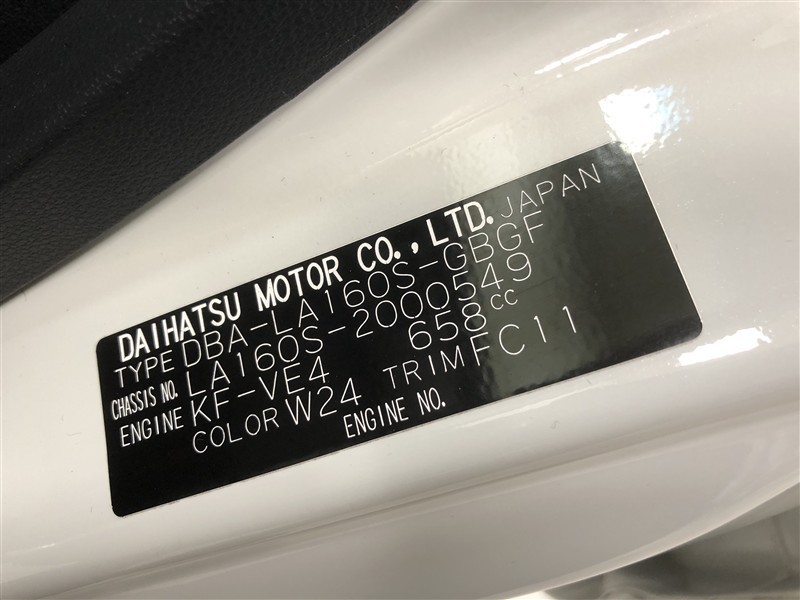 DAIHATSU MOTOR CO., LTD. JAPAN
TYPE DBA-LA160S-GBGF
CHASSIS NO. LA160S-2000549
ENGINE KF-VE4 658cc
COLOR W24 TRIM FC11
ENGINE NO.